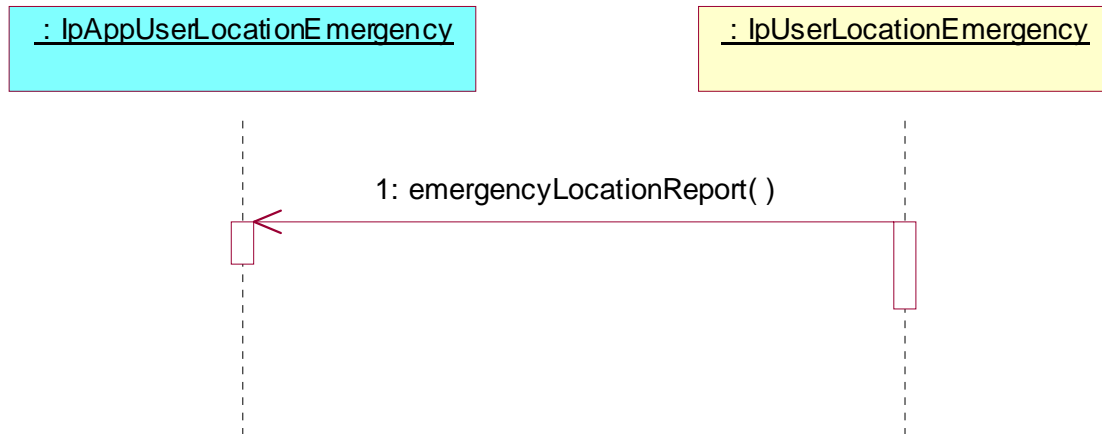 : IpAppUserLocationEmergency
: IpUserLocationEmergency
1: emergencyLocationReport( )